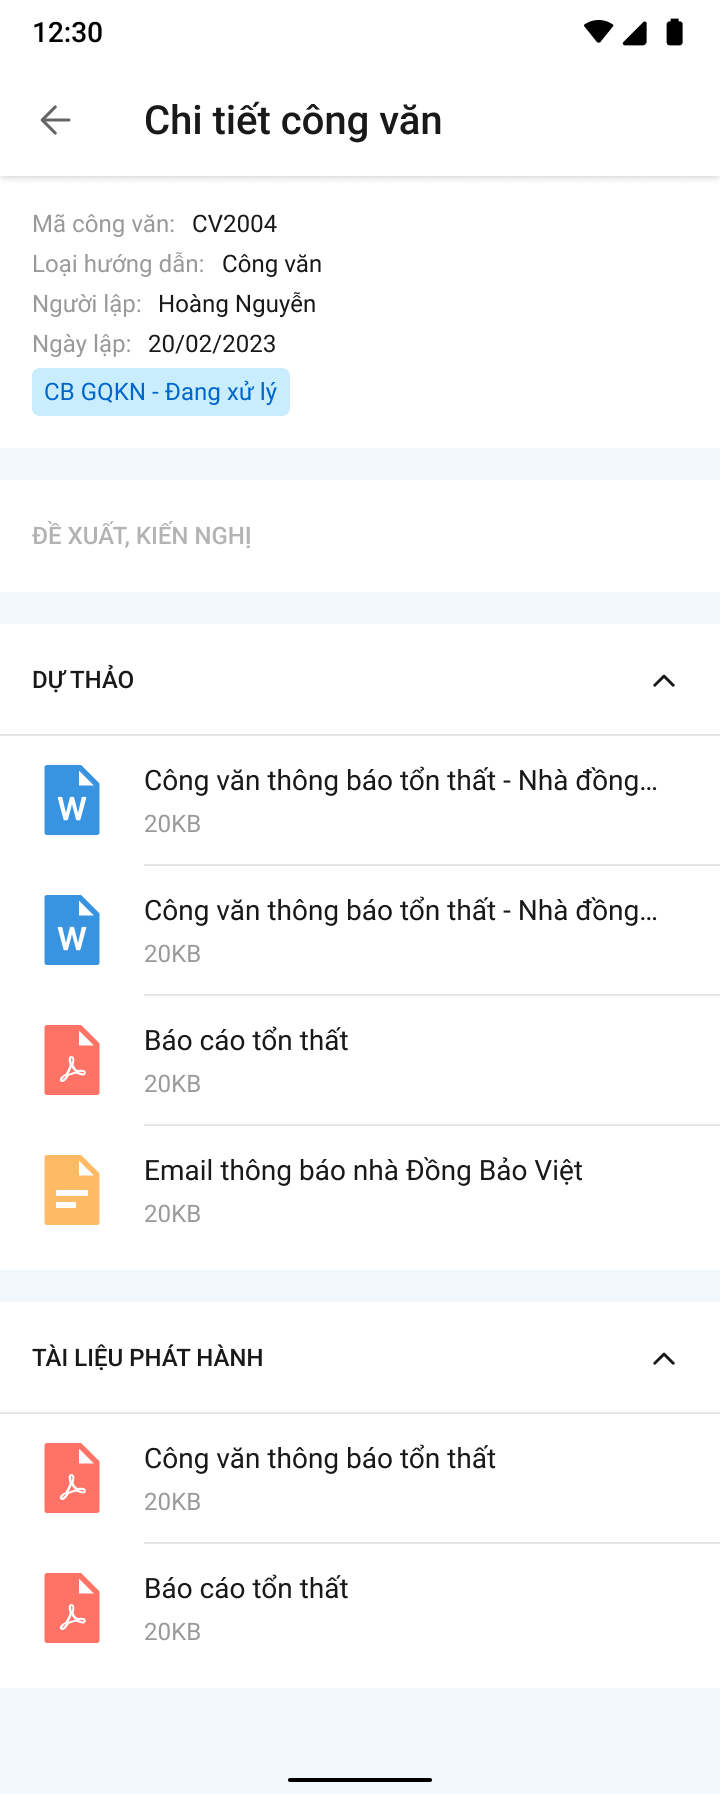 12:30
Chi tiết công văn
Mã công văn: CV2004
Loại hướng dẫn: Công văn
Người lập: Hoàng Nguyễn
Ngày lập: 20/02/2023
CB GQKN - Đang xử lý
ĐỀ XUẤT, KIẾN NGHỊ
DỰ THẢO
W
Công văn thông báo tổn thất - Nhà đồng...
20KB
W
Công văn thông báo tổn thất - Nhà đồng...
20KB
Báo cáo tổn thất
20KB
Email thông báo nhà Đồng Bảo Việt
20KB
TÀI LIỆU PHÁT HÀNH
Công văn thông báo tổn thất
20KB
Báo cáo tổn thất
20KB